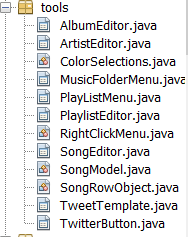 tools
AlbumEditor.java
ArtistEditor.java
ColorSelections.java
MusicFolderMenu.java
PlayListMenu.java
PlaylistEditor.java
RightClickMenu.java
SongEditor.java
SongModel.java
SongRowObject.java
TweetTemplate.java
TwitterButton.java